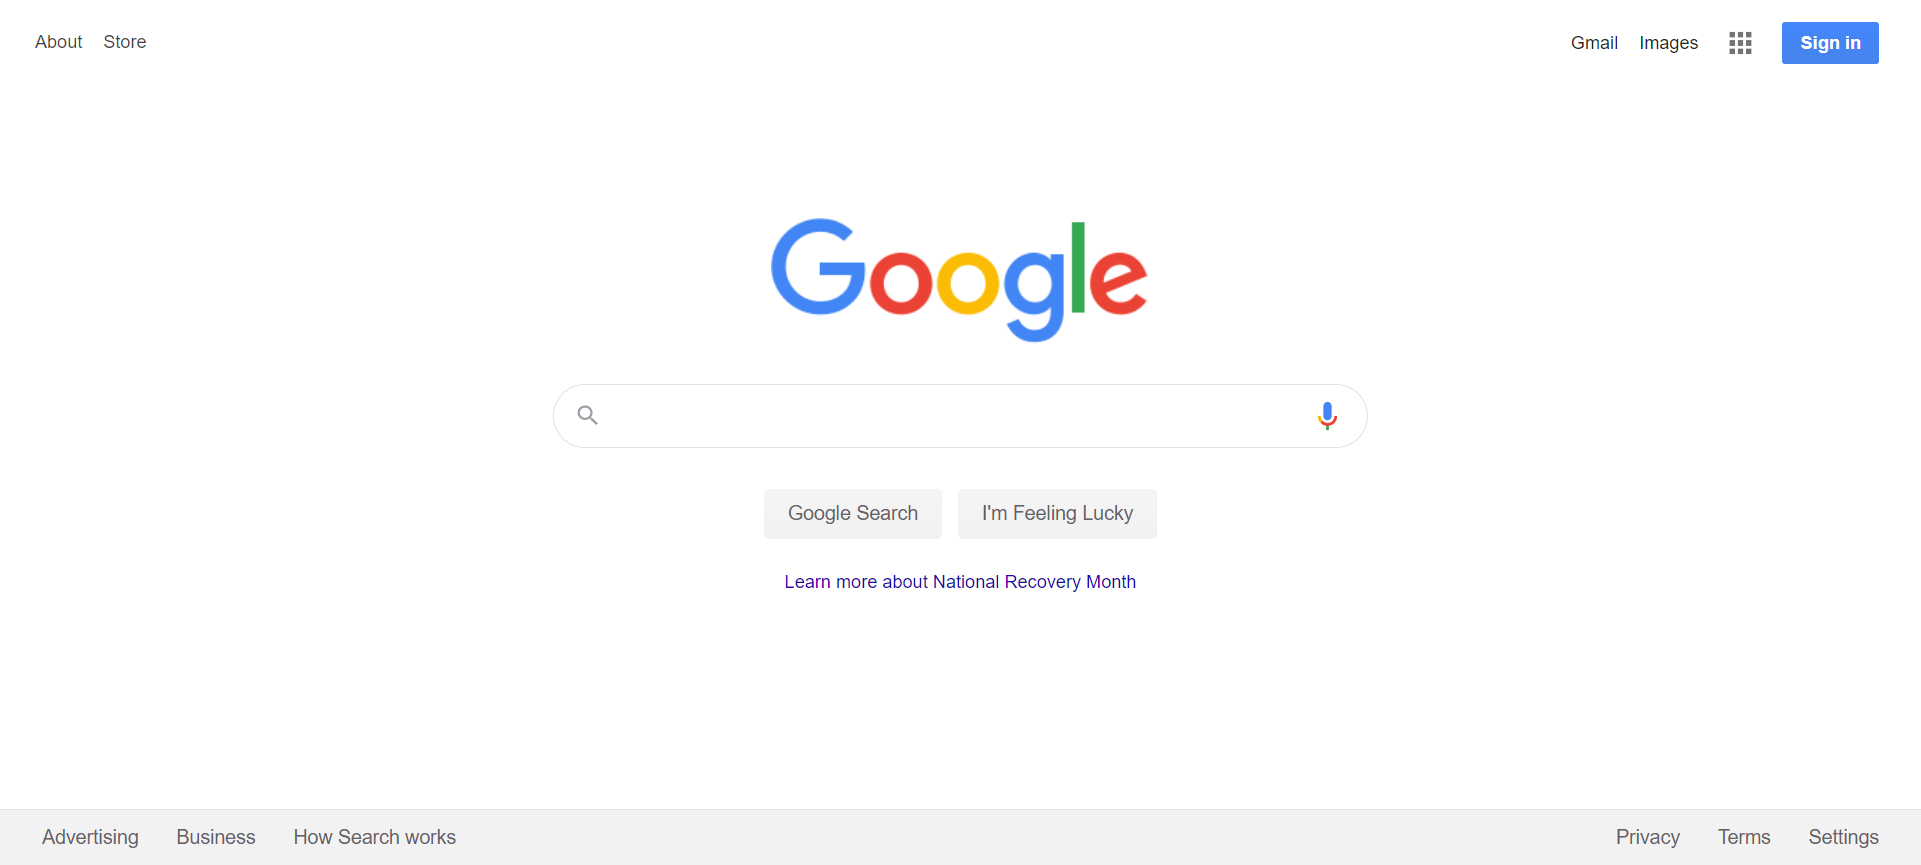 About Store Gmail Images Sign in
Google
Google Search I'm Feeling Lucky
Learn more about National Recovery Month
Advertising Business How Search works Privacy Terms Settings